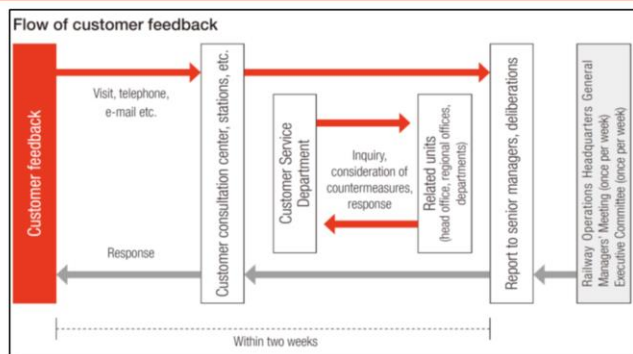 Flow of customer feedback
Customer feedback
Visit, telephone,
e-mail etc.
Response
Customer consultation center, stations, etc.
Customer Service
Department
Inquiry,
consideration of
countermeasures,
response
Related units
(head office, regional offices,
departments)
Report to senior managers, deliberations
Railway Operations Headquarters General
Managers' Meeting (once per week)
Executive Committee (once per week)
Within two weeks